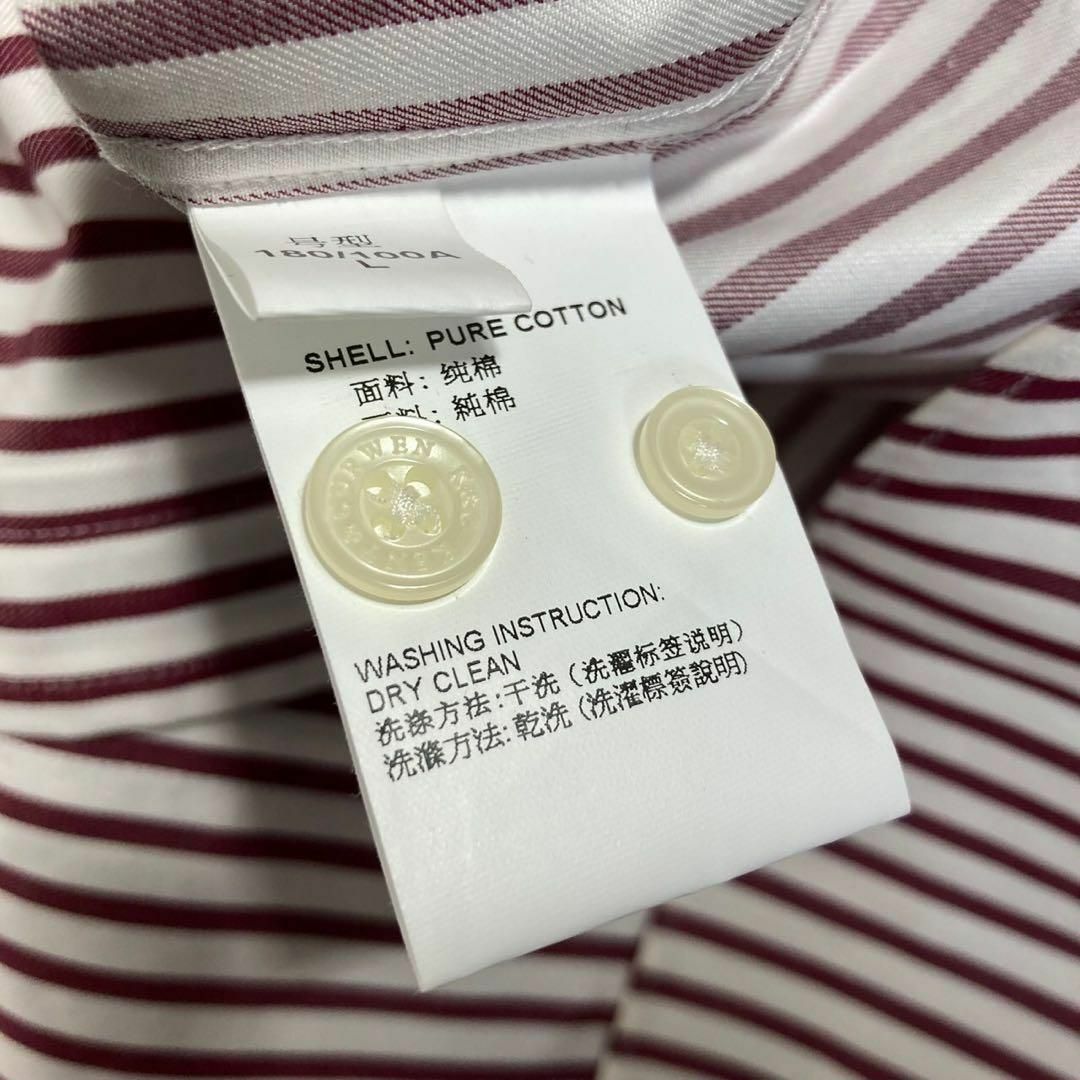 号型
180/100A
L
SHELL: PURE COTTON
面料: 纯棉
面料: 純棉
WASHING INSTRUCTION:
DRY CLEAN
洗涤方法:干洗(洗濯标签说明)
洗滌方法:乾洗(洗濯標簽說明)